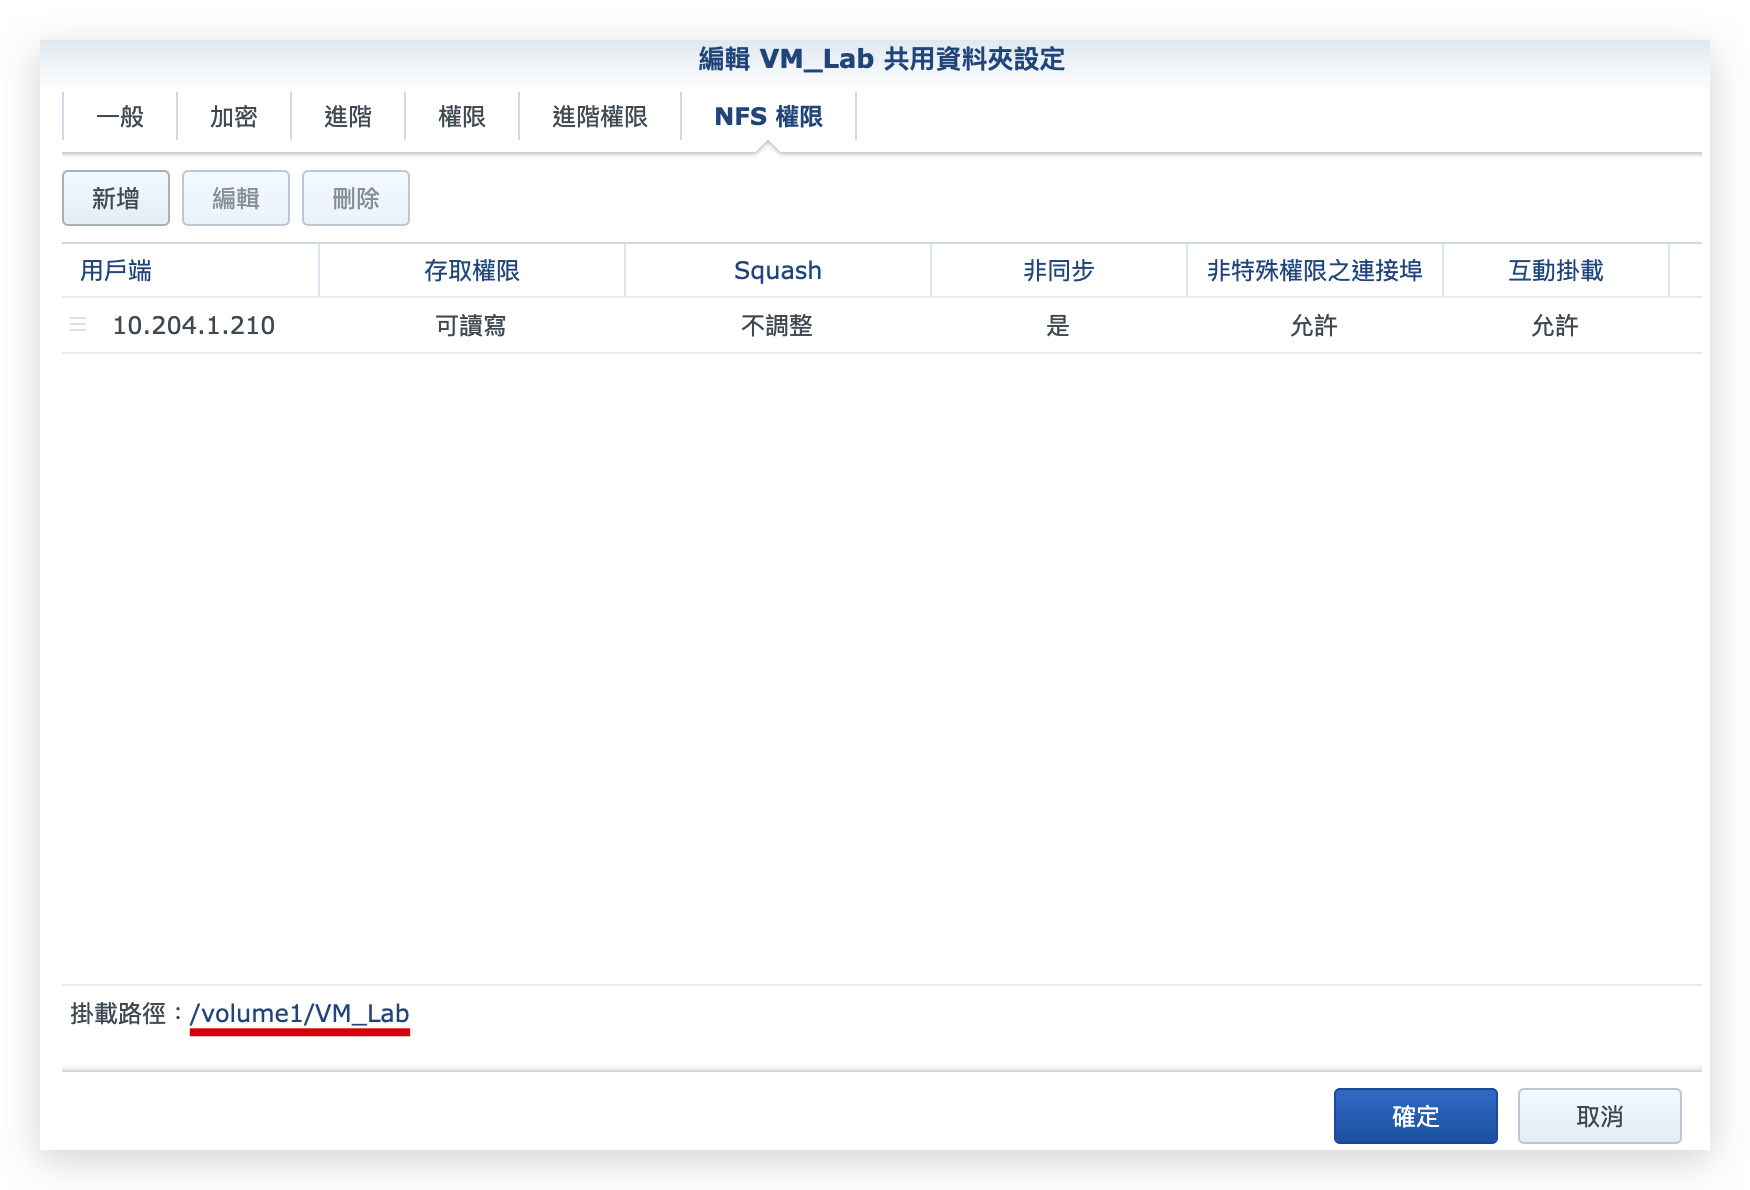 編輯 VM_Lab 共用資料夾設定
一般 加密 進階 權限 進階權限 NFS 權限
新增 編輯 刪除
用戶端 存取權限 Squash 非同步 非特殊權限之連接埠 互動掛載
10.204.1.210 可讀寫 不調整 是 允許 允許
掛載路徑：/volume1/VM_Lab
確定 取消